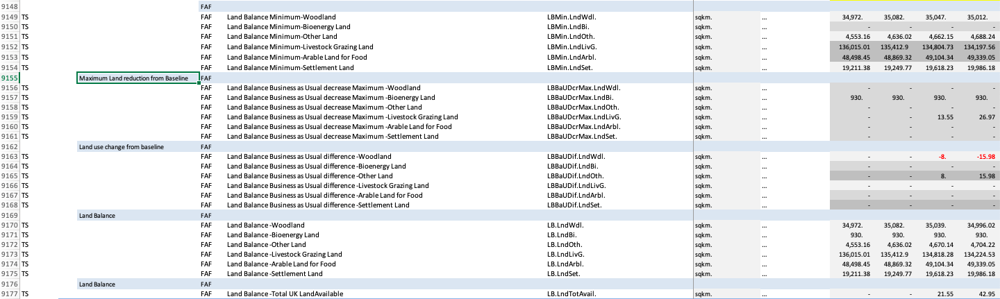 9148 FAF
9149 TS FAF Land Balance Minimum-Woodland LBMin.LndWdl. sqkm. ... 34,972. 35,082. 35,047. 35,012.
9150 TS FAF Land Balance Minimum-Bioenergy Land LBMin.LndBi. sqkm. ... - - - -
9151 TS FAF Land Balance Minimum-Other Land LBMin.LndOth. sqkm. ... 4,553.16 4,636.02 4,662.15 4,688.24
9152 TS FAF Land Balance Minimum-Livestock Grazing Land LBMin.LndLivG. sqkm. ... 136,015.01 135,412.9 134,804.73 134,197.56
9153 TS FAF Land Balance Minimum-Arable Land for Food LBMin.LndArbl. sqkm. ... 48,498.45 48,869.32 49,104.34 49,339.05
9154 TS FAF Land Balance Minimum-Settlement Land LBMin.LndSet. sqkm. ... 19,211.38 19,249.77 19,618.23 19,986.18
9155 Maximum Land reduction from Baseline FAF
9156 TS FAF Land Balance Business as Usual decrease Maximum -Woodland LBBaUDcrMax.LndWdl. sqkm. ... - - - -
9157 TS FAF Land Balance Business as Usual decrease Maximum -Bioenergy Land LBBaUDcrMax.LndBi. sqkm. ... 930. 930. 930. 930.
9158 TS FAF Land Balance Business as Usual decrease Maximum -Other Land LBBaUDcrMax.LndOth. sqkm. ... - - - -
9159 TS FAF Land Balance Business as Usual decrease Maximum -Livestock Grazing Land LBBaUDcrMax.LndLivG. sqkm. ... - - 13.55 26.97
9160 TS FAF Land Balance Business as Usual decrease Maximum -Arable Land for Food LBBaUDcrMax.LndArbl. sqkm. ... - - - -
9161 TS FAF Land Balance Business as Usual decrease Maximum -Settlement Land LBBaUDcrMax.LndSet. sqkm. ... - - - -
9162 Land use change from baseline FAF
9163 TS FAF Land Balance Business as Usual difference -Woodland LBBaUDif.LndWdl. sqkm. ... - - -8. -15.98
9164 TS FAF Land Balance Business as Usual difference -Bioenergy Land LBBaUDif.LndBi. sqkm. ... - - - -
9165 TS FAF Land Balance Business as Usual difference -Other Land LBBaUDif.LndOth. sqkm. ... - - 8. 15.98
9166 TS FAF Land Balance Business as Usual difference -Livestock Grazing Land LBBaUDif.LndLivG. sqkm. ... - - - -
9167 TS FAF Land Balance Business as Usual difference -Arable Land for Food LBBaUDif.LndArbl. sqkm. ... - - - -
9168 TS FAF Land Balance Business as Usual difference -Settlement Land LBBaUDif.LndSet. sqkm. ... - - - -
9169 Land Balance FAF
9170 TS FAF Land Balance -Woodland LB.LndWdl. sqkm. ... 34,972. 35,082. 35,039. 34,996.02
9171 TS FAF Land Balance -Bioenergy Land LB.LndBi. sqkm. ... 930. 930. 930. 930.
9172 TS FAF Land Balance -Other Land LB.LndOth. sqkm. ... 4,553.16 4,636.02 4,670.14 4,704.22
9173 TS FAF Land Balance -Livestock Grazing Land LB.LndLivG. sqkm. ... 136,015.01 135,412.9 134,818.28 134,224.53
9174 TS FAF Land Balance -Arable Land for Food LB.LndArbl. sqkm. ... 48,498.45 48,869.32 49,104.34 49,339.05
9175 TS FAF Land Balance -Settlement Land LB.LndSet. sqkm. ... 19,211.38 19,249.77 19,618.23 19,986.18
9176 Land Balance FAF
9177 TS FAF Land Balance -Total UK LandAvailable LB.LndTotAvail. sqkm. ... - - 21.55 42.95